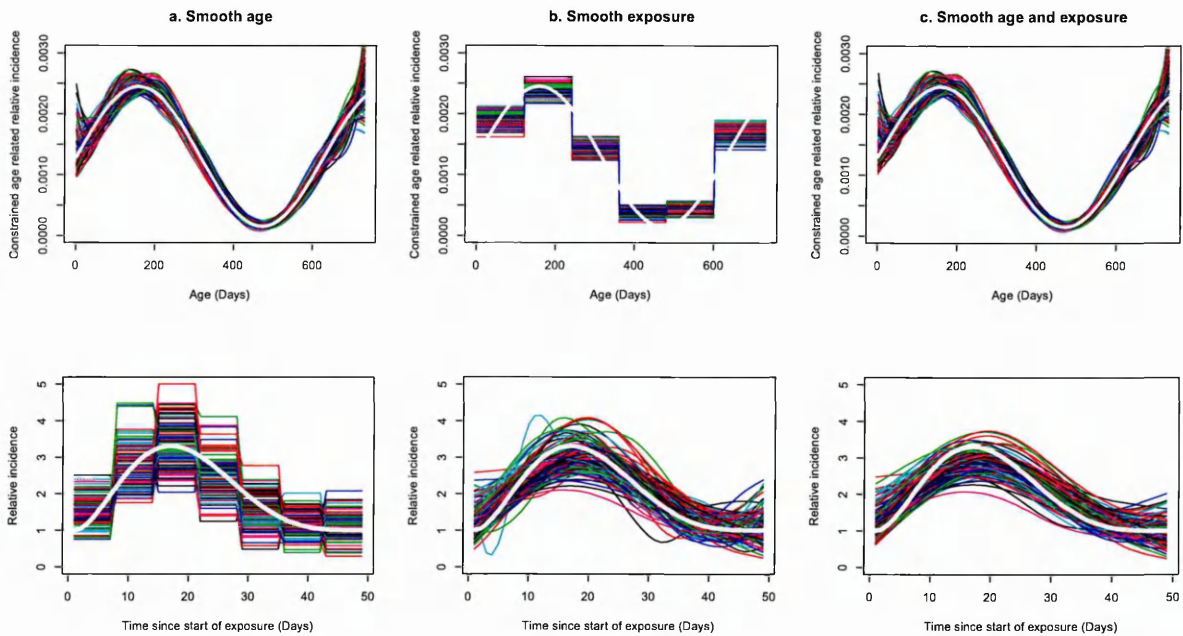 a. Smooth age
b. Smooth exposure
c. Smooth age and exposure
Constrained age related relative incidence
0.0000 0.0010 0.0020 0.0030
0 200 400 600
Age (Days)
Constrained age related relative incidence
0.0000 0.0010 0.0020 0.0030
0 200 400 600
Age (Days)
Constrained age related relative incidence
0.0000 0.0010 0.0020 0.0030
0 200 400 600
Age (Days)
Relative incidence
0 1 2 3 4 5
0 10 20 30 40 50
Time since start of exposure (Days)
Relative incidence
0 1 2 3 4 5
0 10 20 30 40 50
Time since start of exposure (Days)
Relative incidence
0 1 2 3 4 5
0 10 20 30 40 50
Time since start of exposure (Days)